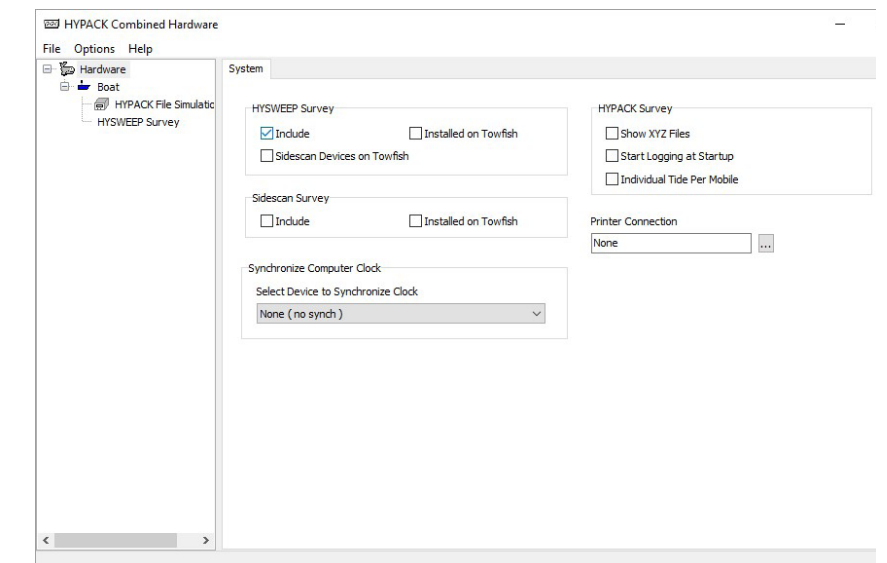 HYPACK Combined Hardware
File Options Help
Hardware
Boat
HYPACK File Simulatic
HYSWEEP Survey
System
HYSWEEP Survey
Include
Installed on Towfish
Sidescan Devices on Towfish
Sidescan Survey
Include
Installed on Towfish
Synchronize Computer Clock
Select Device to Synchronize Clock
None ( no synch )
HYPACK Survey
Show XYZ Files
Start Logging at Startup
Individual Tide Per Mobile
Printer Connection
None
...